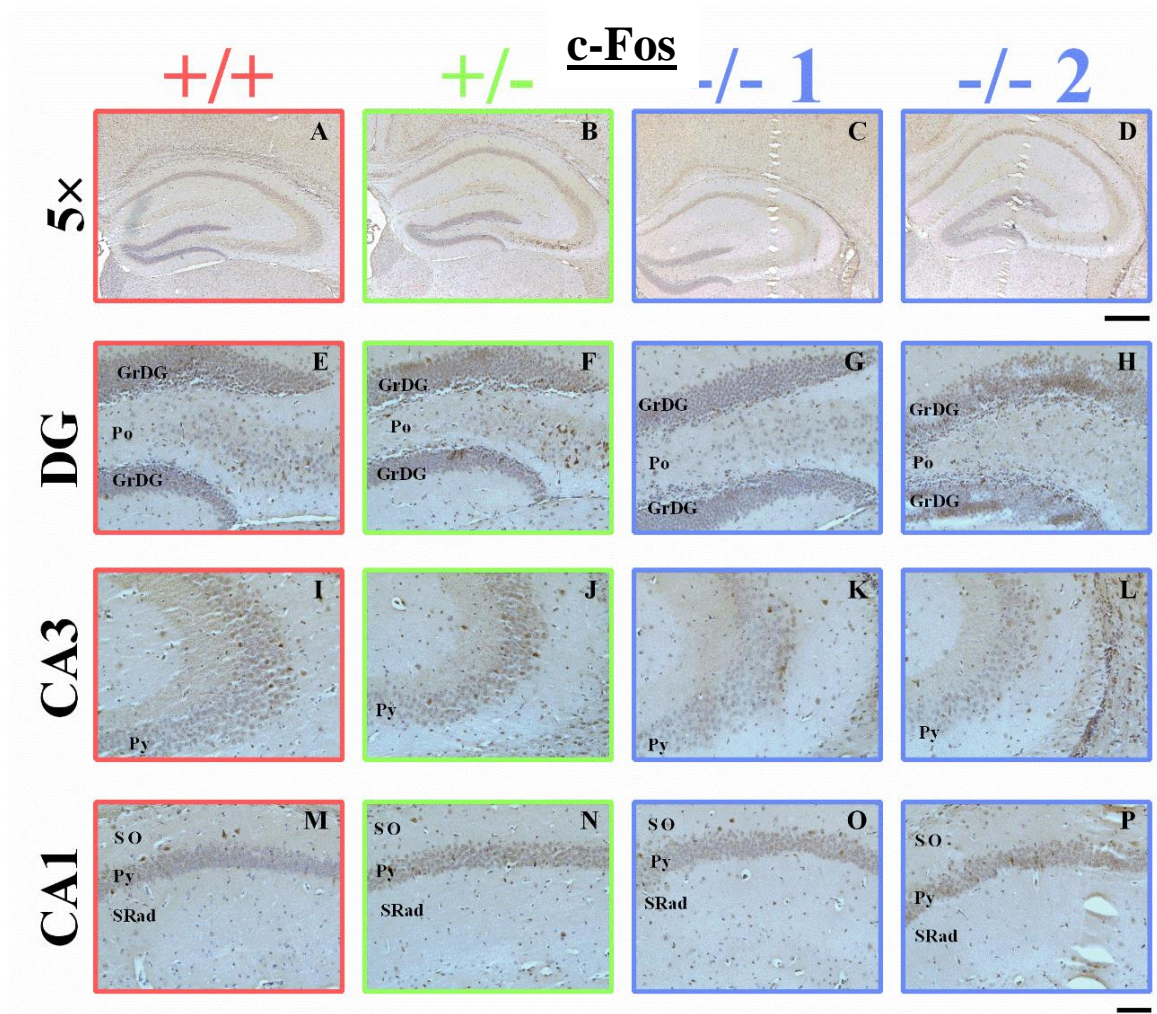 c-Fos
+/+ +/- -/- 1 -/- 2
5×
A B C D
DG
E F G H
GrDG GrDG GrDG GrDG
Po Po Po Po
GrDG GrDG GrDG GrDG
CA3
I J K L
Py Py Py Py
CA1
M N O P
SO SO SO SO
Py Py Py Py
SRad SRad SRad SRad